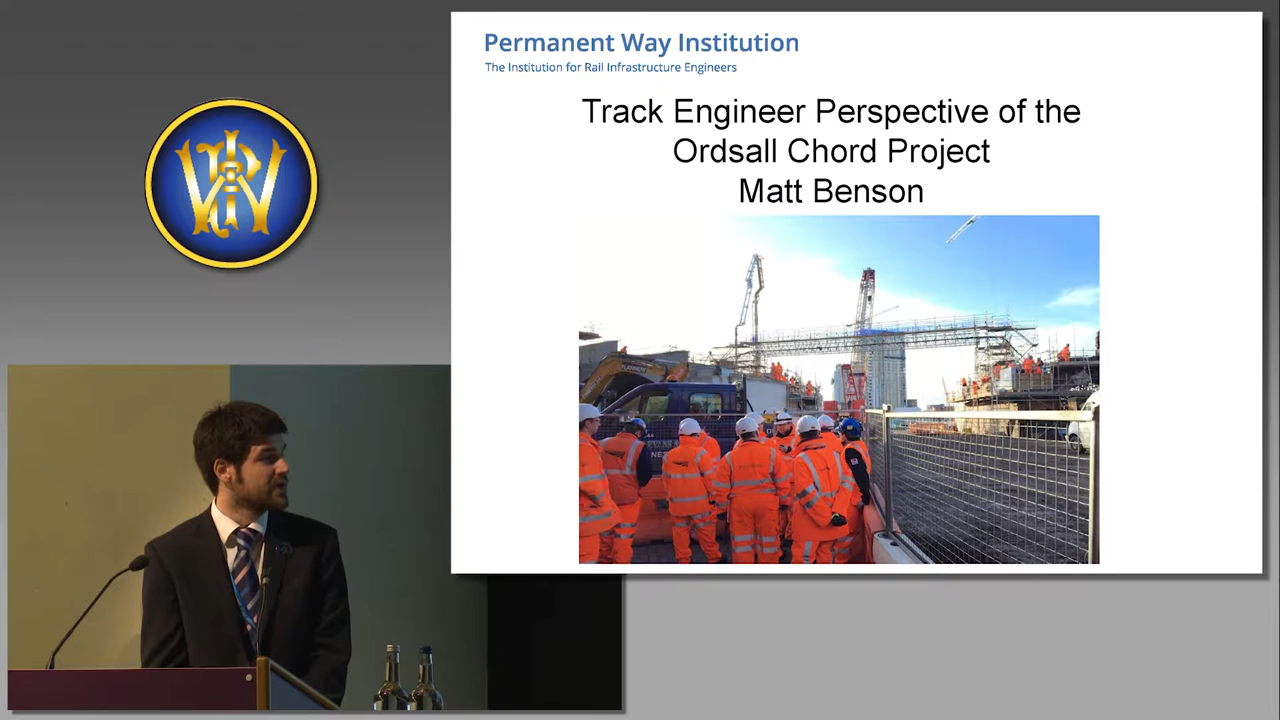 Permanent Way Institution
The Institution for Rail Infrastructure Engineers
Track Engineer Perspective of the
Ordsall Chord Project
Matt Benson